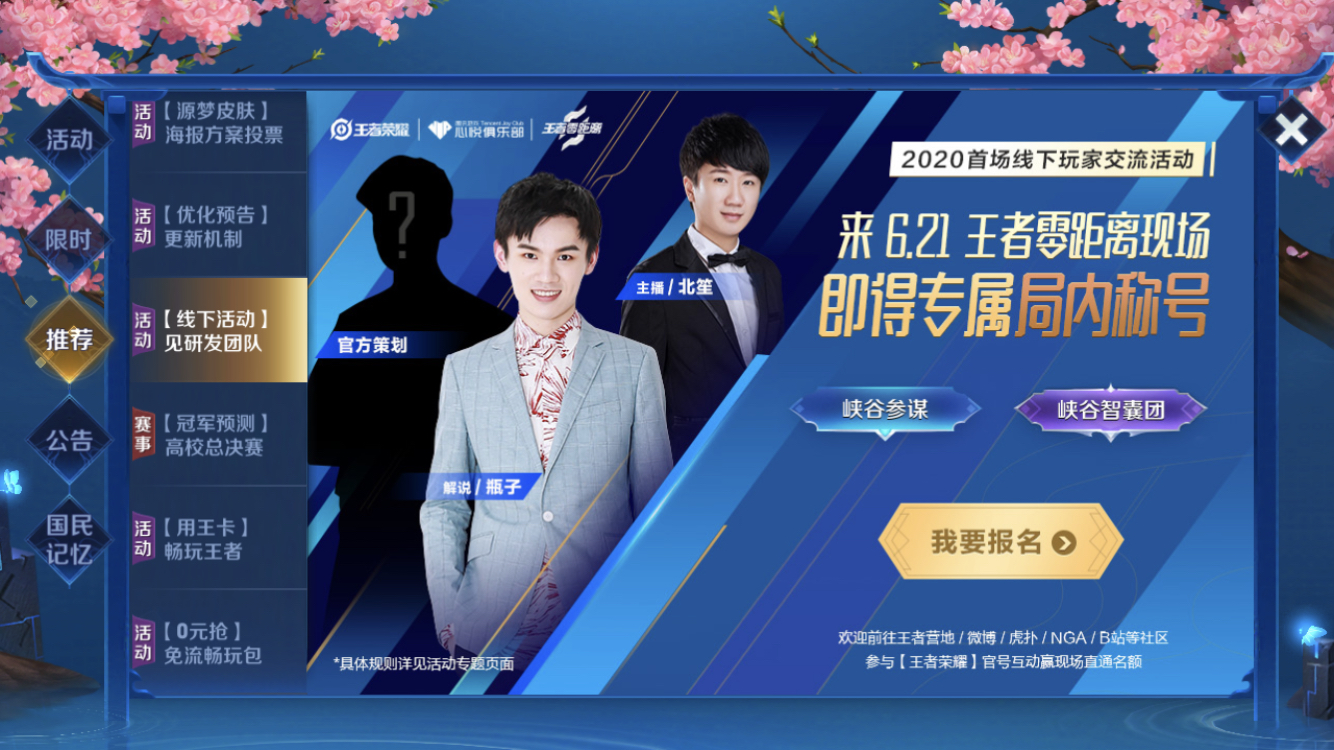 活动
限时
推荐
公告
国民
记忆
活动
【源梦皮肤】
海报方案投票
活动
【优化预告】
更新机制
活动
【线下活动】
见研发团队
赛事
【冠军预测】
高校总决赛
活动
【用王卡】
畅玩王者
活动
【0元抢】
免流畅玩包
王者荣耀
腾讯游戏 Tencent Joy Club
心悦俱乐部
王者零距离
?
官方策划
解说 / 瓶子
主播 / 北笙
*具体规则详见活动专题页面
2020首场线下玩家交流活动
来 6.21 王者零距离现场
即得专属局内称号
峡谷参谋
峡谷智囊团
我要报名
欢迎前往王者营地 / 微博 / 虎扑 / NGA / B站等社区
参与【王者荣耀】官号互动赢现场直通名额